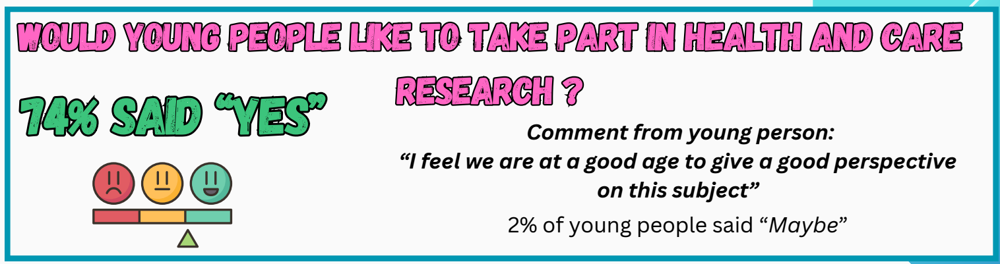 WOULD YOUNG PEOPLE LIKE TO TAKE PART IN HEALTH AND CARE
RESEARCH ?
74% SAID “YES”
Comment from young person:
“I feel we are at a good age to give a good perspective
on this subject”
2% of young people said “Maybe”